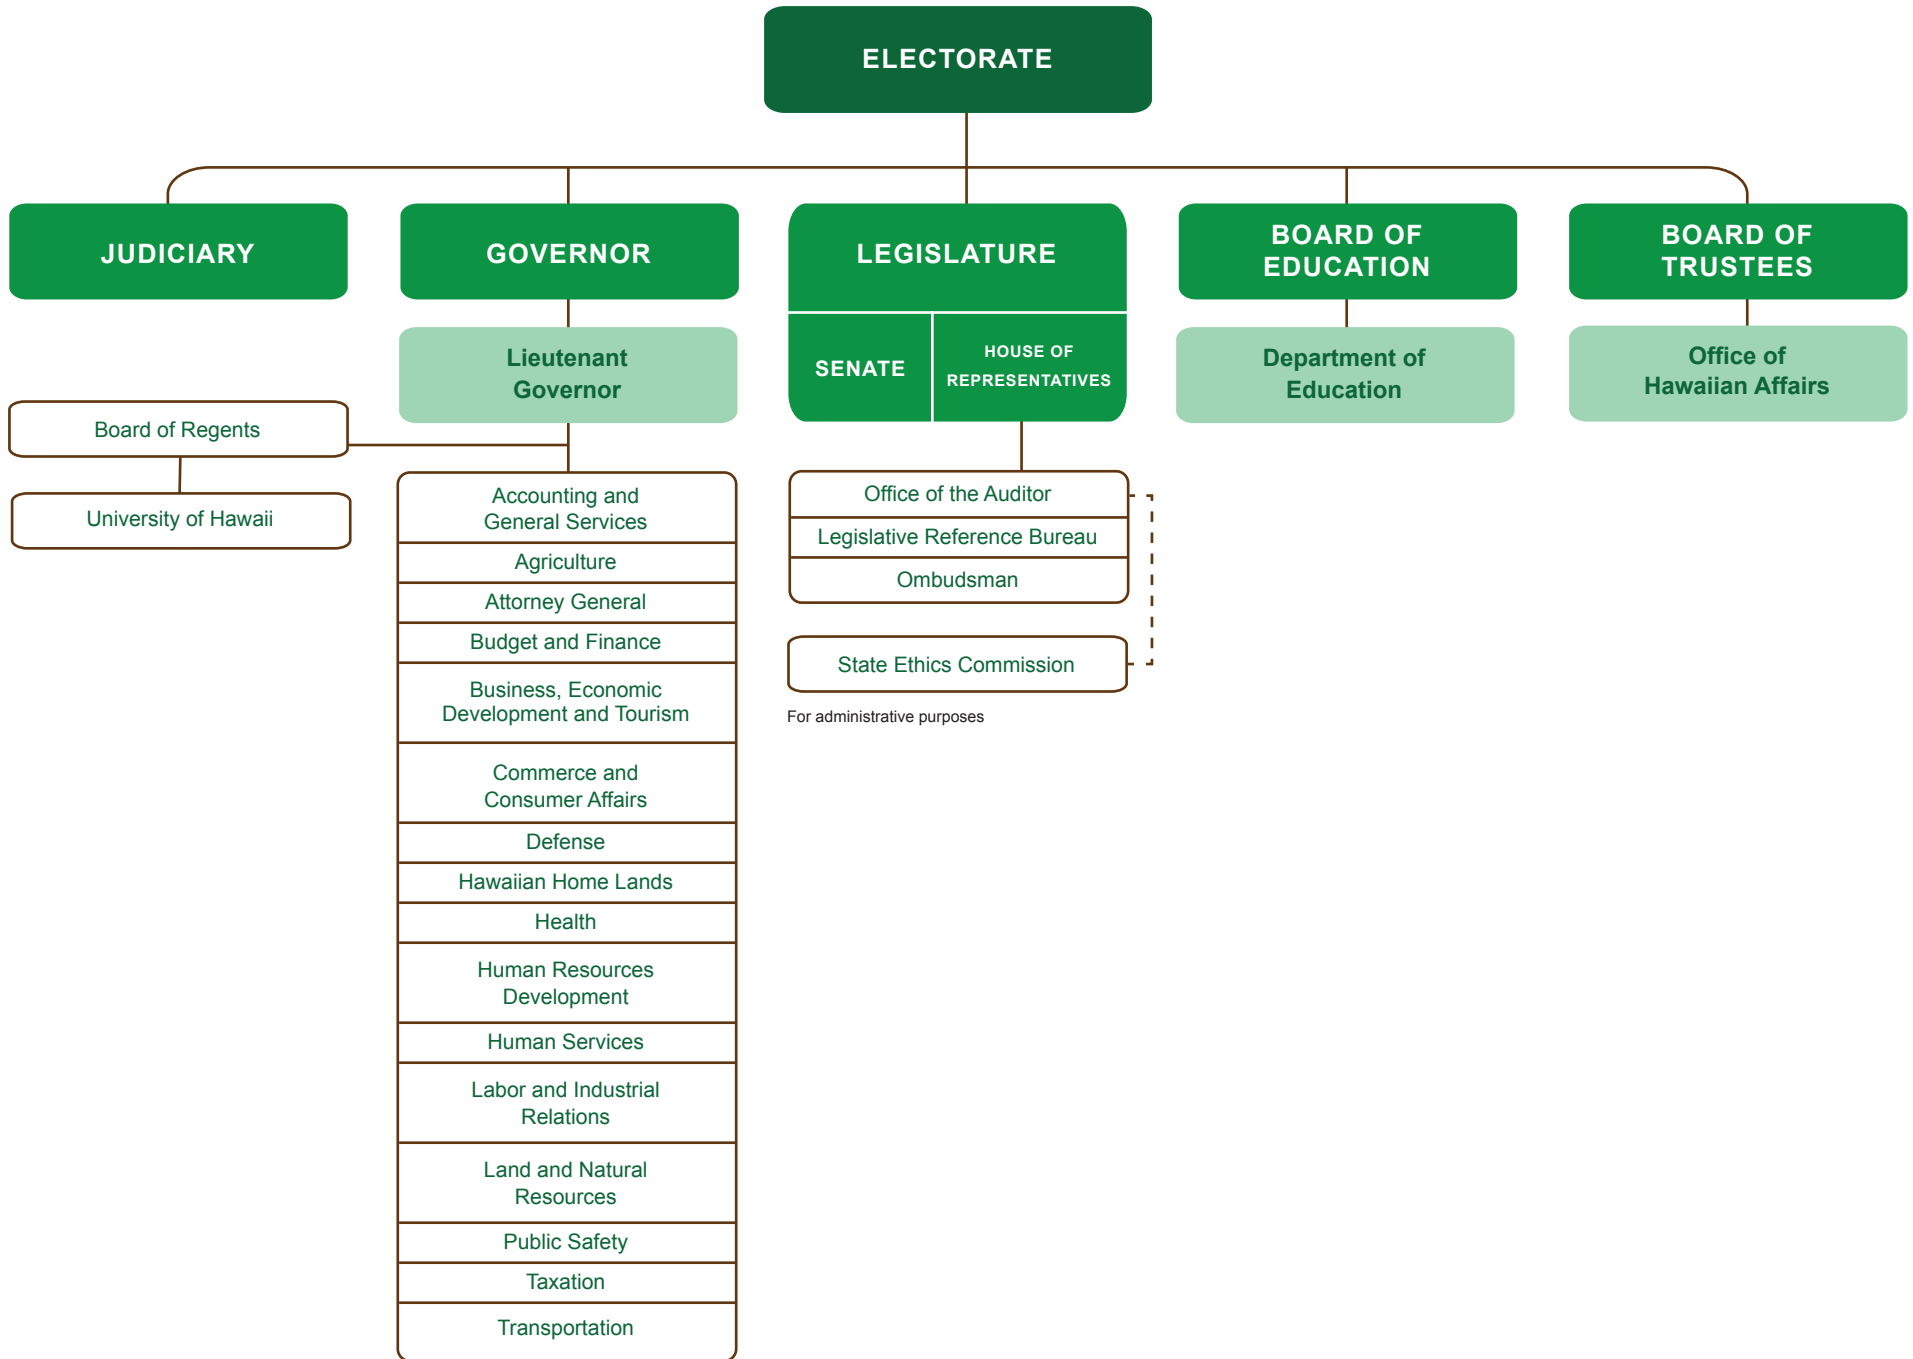 ELECTORATE
JUDICIARY
GOVERNOR
LEGISLATURE
BOARD OF
EDUCATION
BOARD OF
TRUSTEES
Lieutenant
Governor
SENATE
HOUSE OF
REPRESENTATIVES
Department of
Education
Office of
Hawaiian Affairs
Board of Regents
University of Hawaii
Accounting and
General Services
Agriculture
Attorney General
Budget and Finance
Business, Economic
Development and Tourism
Commerce and
Consumer Affairs
Defense
Hawaiian Home Lands
Health
Human Resources
Development
Human Services
Labor and Industrial
Relations
Land and Natural
Resources
Public Safety
Taxation
Transportation
Office of the Auditor
Legislative Reference Bureau
Ombudsman
State Ethics Commission
For administrative purposes